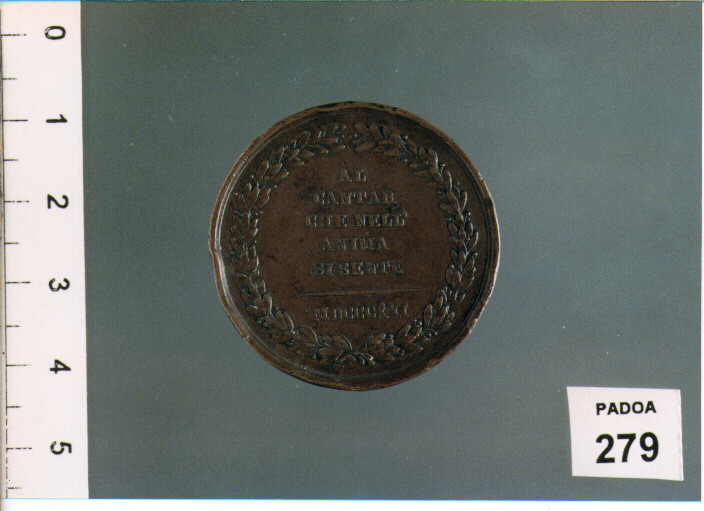 AL
CANTAR
CHE NELL'
ANIMA
SI SENTE
0
1
2
3
4
5
PADOA
279